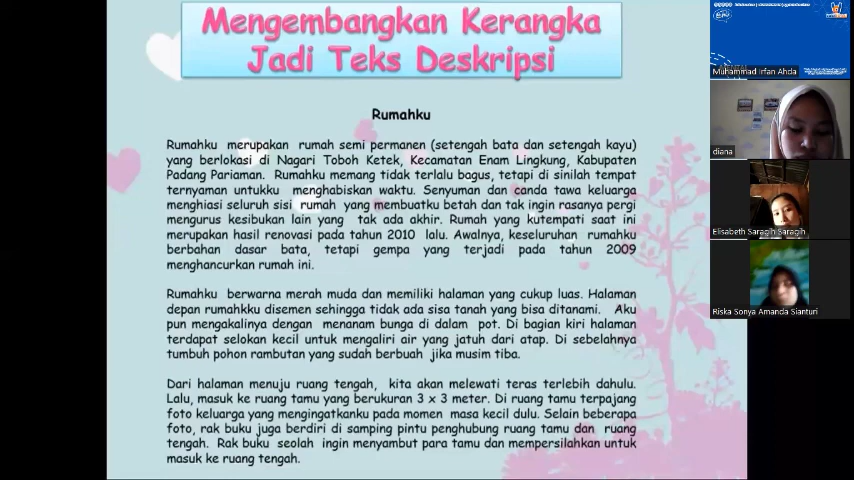 Mengembangkan Kerangka
Jadi Teks Deskripsi
Rumahku
Rumahku merupakan rumah semi permanen (setengah bata dan setengah kayu)
yang berlokasi di Nagari Toboh Ketek, Kecamatan Enam Lingkung, Kabupaten
Padang Pariaman. Rumahku memang tidak terlalu bagus, tetapi di sinilah tempat
ternyaman untukku menghabiskan waktu. Senyuman dan canda tawa keluarga
menghiasi seluruh sisi rumah yang membuatku betah dan tak ingin rasanya pergi
mengurus kesibukan lain yang tak ada akhir. Rumah yang kutempati saat ini
merupakan hasil renovasi pada tahun 2010 lalu. Awalnya, keseluruhan rumahku
berbahan dasar bata, tetapi gempa yang terjadi pada tahun 2009
menghancurkan rumah ini.
Rumahku berwarna merah muda dan memiliki halaman yang cukup luas. Halaman
depan rumahkku disemen sehingga tidak ada sisa tanah yang bisa ditanami. Aku
pun mengakalinya dengan menanam bunga di dalam pot. Di bagian kiri halaman
terdapat selokan kecil untuk mengaliri air yang jatuh dari atap. Di sebelahnya
tumbuh pohon rambutan yang sudah berbuah jika musim tiba.
Dari halaman menuju ruang tengah, kita akan melewati teras terlebih dahulu.
Lalu, masuk ke ruang tamu yang berukuran 3 x 3 meter. Di ruang tamu terpajang
foto keluarga yang mengingatkanku pada momen masa kecil dulu. Selain beberapa
foto, rak buku juga berdiri di samping pintu penghubung ruang tamu dan ruang
tengah. Rak buku seolah ingin menyambut para tamu dan mempersilahkan untuk
masuk ke ruang tengah.
Muhammad Irfan Ahda
diana
Elisabeth Saragih Saragih
Riska Sonya Amanda Sianturi